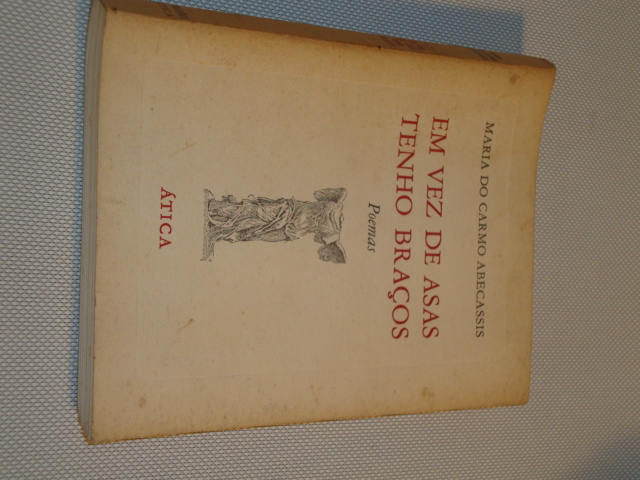 MARIA DO CARMO ABECASSIS
EM VEZ DE ASAS
TENHO BRAÇOS
Poemas
ÁTICA